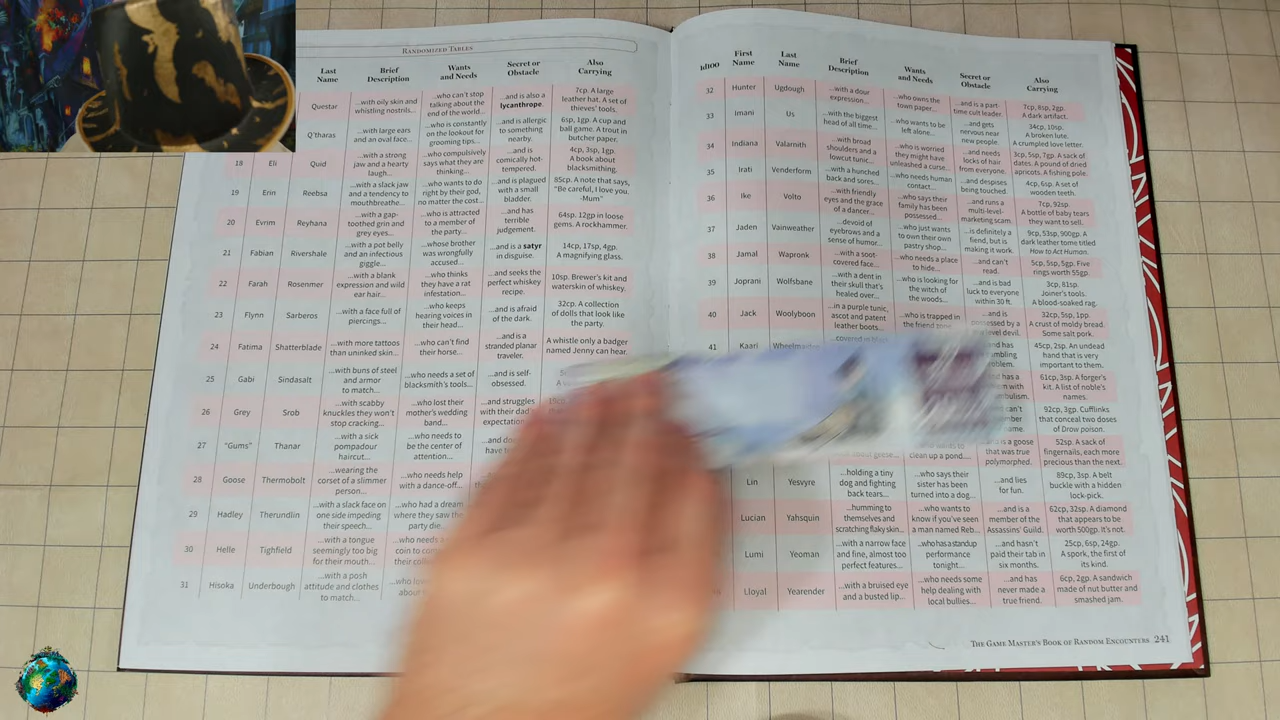 RANDOMIZED TABLES
Last Name Brief Description Wants and Needs Secret or Obstacle Also Carrying
Questar ...with oily skin and whistling nostrils... ...who can't stop talking about the end of the world... ...and is also a lycanthrope. 7cp. A large leather hat. A set of thieves' tools.
Q'tharas ...with large ears and an oval face... ...who is constantly on the lookout for grooming tips... ...and is allergic to something nearby. 6sp, 1gp. A cup and ball game. A trout in butcher paper.
18 Eli Quid ...with a strong jaw and a hearty laugh... ...who compulsively says what they are thinking... ...and is comically hot-tempered. 4cp, 3sp, 1gp. A book about blacksmithing.
19 Erin Reebsa ...with a slack jaw and a tendency to mouthbreathe... ...who wants to do right by their god, no matter the cost... ...and is plagued with a small bladder. 85cp. A note that says, "Be careful, I love you. -Mum"
20 Evrim Reyhana ...with a gap-toothed grin and grey eyes... ...who is attracted to a member of the party... ...and has terrible judgement. 64sp. 12gp in loose gems. A rockhammer.
21 Fabian Rivershale ...with a pot belly and an infectious giggle... ...whose brother was wrongfully accused... ...and is a satyr in disguise. 14cp, 17sp, 4gp. A magnifying glass.
22 Farah Rosenmer ...with a blank expression and wild ear hair... ...who thinks they have a rat infestation... ...and seeks the perfect whiskey recipe. 10sp. Brewer's kit and waterskin of whiskey.
23 Flynn Sarberos ...with a face full of piercings... ...who keeps hearing voices in their head... ...and is afraid of the dark. 32cp. A collection of dolls that look like the party.
24 Fatima Shatterblade ...with more tattoos than uninked skin... ...who can't find their horse... ...and is a stranded planar traveler. A whistle only a badger named Jenny can hear.
25 Gabi Sindasalt ...with buns of steel and armor to match... ...who needs a set of blacksmith's tools... ...and is self-obsessed.
26 Grey Srob ...with scabby knuckles they won't stop cracking... ...who lost their mother's wedding band... ...and struggles with their
27 "Gums" Thanar ...with a sick pompadour haircut... ...who needs to be the center of attention...
28 Goose Thermobolt ...wearing the corset of a slimmer person... ...who needs help with a dance-off...
29 Hadley Therundlin ...with a slack face on one side impeding their speech... ...who had a dream where they saw the party die...
30 Helle Tighfield ...with a tongue seemingly too big for their mouth...
31 Hisoka Underbough ...with a posh attitude and clothes to match...
1d100 First Name Last Name Brief Description Wants and Needs Secret or Obstacle Also Carrying
32 Hunter Ugdough ...with a dour expression... ...who owns the town paper... ...and is a part-time cult leader. 7cp, 8sp, 2gp. A dark artifact.
33 Imani Us ...with the biggest head of all time... ...who wants to be left alone... ...and gets nervous near new people. 34cp, 10sp. A broken lute. A crumpled love letter.
34 Indiana Valarnith ...with broad shoulders and a lowcut tunic... ...who is worried they might have unleashed a curse... ...and needs locks of hair from everyone. 3cp, 5sp, 7gp. A sack of dates. A pound of dried apricots. A fishing pole.
35 Irati Venderform ...with a hunched back and sores... ...who needs human contact... ...and despises being touched. 4cp, 6sp. A set of wooden teeth.
36 Ike Volto ...with friendly eyes and the grace of a dancer... ...who says their family has been possessed... ...and runs a multi-level-marketing scam. 7cp, 92sp. A bottle of baby tears they want to sell.
37 Jaden Vainweather ...devoid of eyebrows and a sense of humor... ...who just wants to own their own pastry shop... ...is definitely a fiend, but is making it work. 9cp, 53sp, 900gp. A dark leather tome titled How to Act Human.
38 Jamal Wapronk ...with a soot-covered face... ...who needs a place to hide... ...and can't read. 5cp, 5sp, 5gp. Five rings worth 55gp.
39 Joprani Wolfsbane ...with a dent in their skull that's healed over... ...who is looking for the witch of the woods... ...and is bad luck to everyone within 30 ft. 3cp, 81sp. Joiner's tools. A blood-soaked rag.
40 Jack Woolyboon ...in a purple tunic, ascot and patent leather boots... ...who is trapped in the friend zone... ...and is possessed by a level devil. 32cp, 5sp, 1pp. A crust of moldy bread. Some salt pork.
41 Kaari 45cp, 2sp. An undead hand that is very important to them.
61cp, 3sp. A forger's kit. A list of noble's names.
92cp, 3gp. Cufflinks that conceal two doses of Drow poison.
clean up a pond... is a goose that was true polymorphed. 52sp. A sack of fingernails, each more precious than the next.
Lin Yesvyre ...holding a tiny dog and fighting back tears... ...who says their sister has been turned into a dog... ...and lies for fun. 89cp, 3sp. A belt buckle with a hidden lock-pick.
Lucian Yahsquin ...humming to themselves and scratching flaky skin... ...who wants to know if you've seen a man named Reb... ...and is a member of the Assassins' Guild. 62cp, 32sp. A diamond that appears to be worth 500gp. It's not.
Lumi Yeoman ...with a narrow face and fine, almost too perfect features... ...who has a standup performance tonight... ...and hasn't paid their tab in six months. 25cp, 6sp, 24gp. A spork, the first of its kind.
Lloyal Yearender ...with a bruised eye and a busted lip... ...who needs some help dealing with local bullies... ...and has never made a true friend. 6cp, 2gp. A sandwich made of nut butter and smashed jam.
THE GAME MASTER'S BOOK OF RANDOM ENCOUNTERS 241